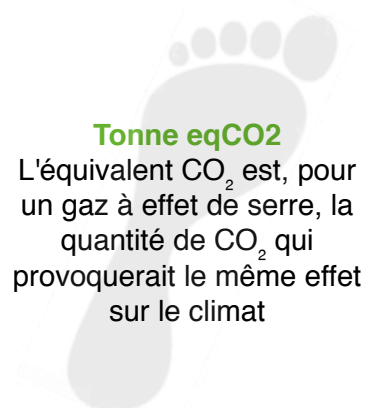 Tonne eqCO2
L'équivalent CO₂ est, pour
un gaz à effet de serre, la
quantité de CO₂ qui
provoquerait le même effet
sur le climat